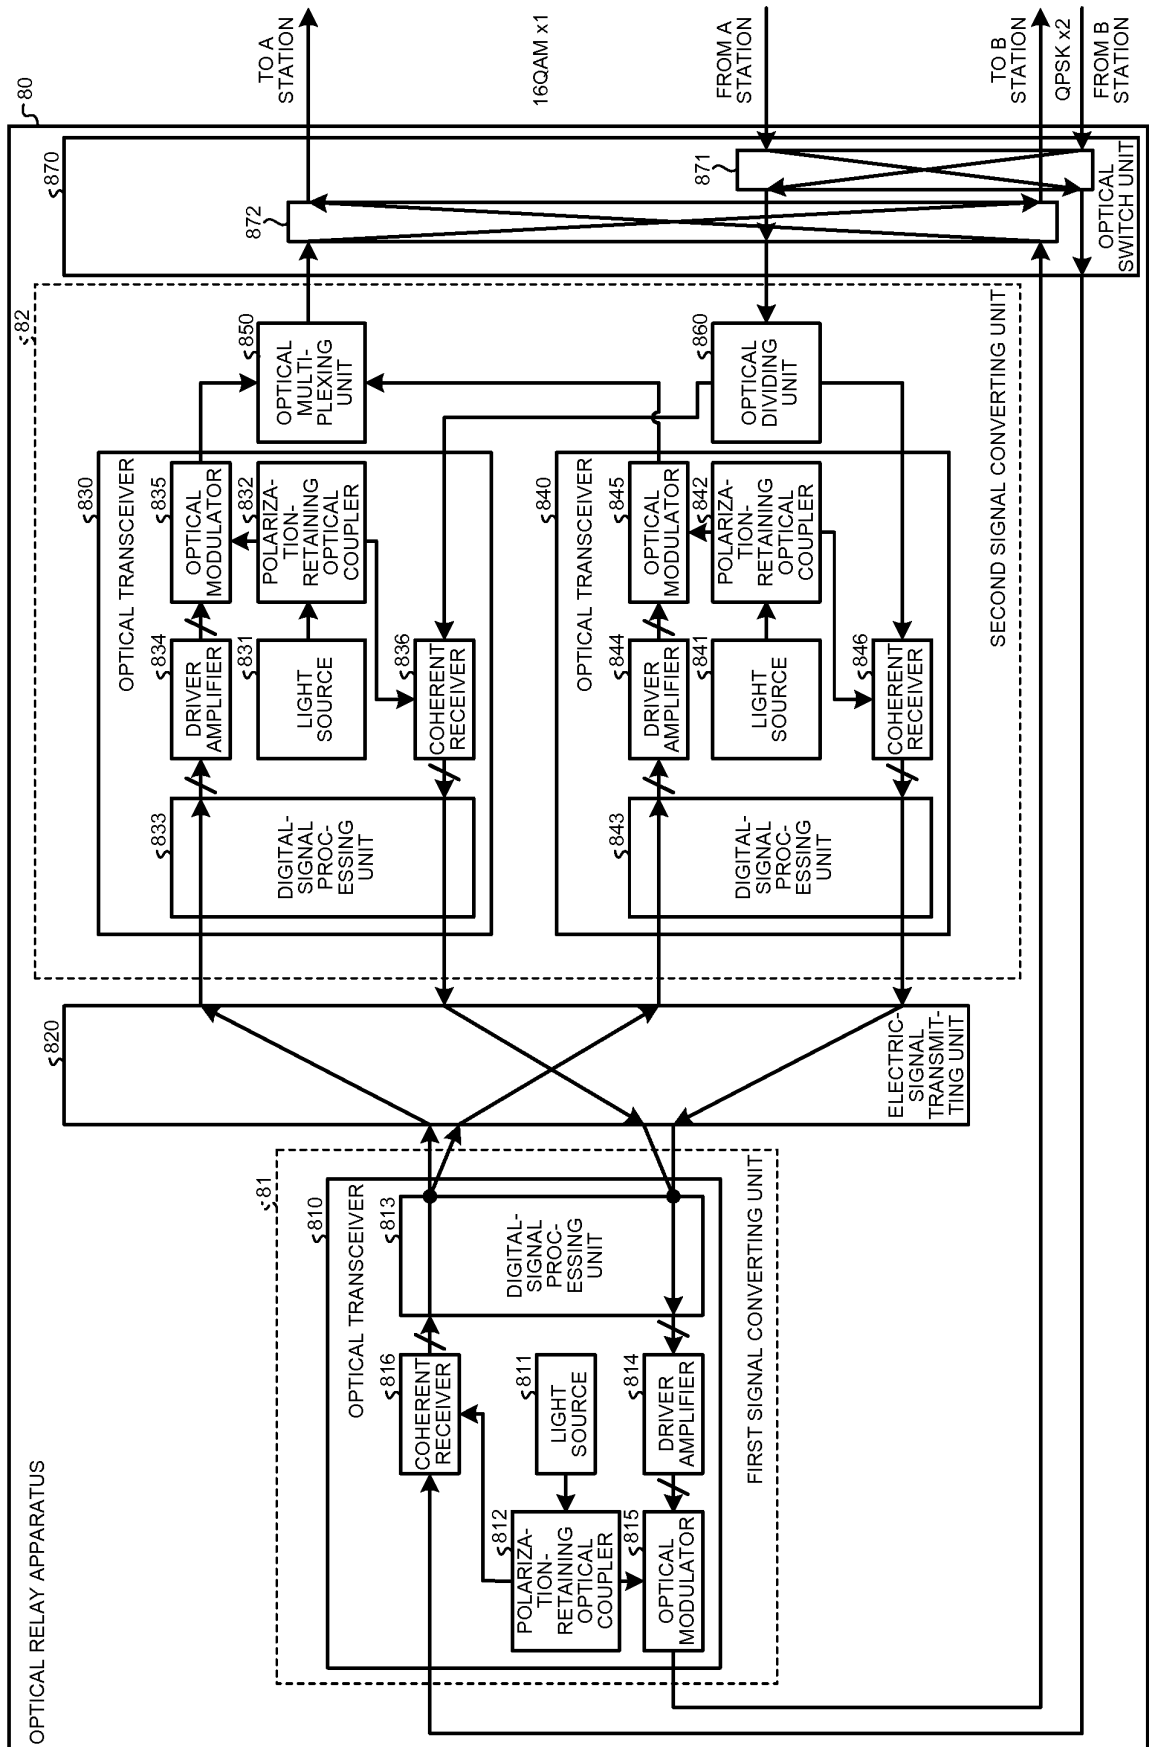 OPTICAL RELAY APPARATUS
80
81
FIRST SIGNAL CONVERTING UNIT
810
OPTICAL TRANSCEIVER
816
COHERENT
RECEIVER
812
POLARIZA-
TION-
RETAINING
OPTICAL
COUPLER
811
LIGHT
SOURCE
815
OPTICAL
MODULATOR
814
DRIVER
AMPLIFIER
813
DIGITAL-
SIGNAL
PROC-
ESSING
UNIT
820
ELECTRIC-
SIGNAL
TRANSMIT-
TING UNIT
82
SECOND SIGNAL CONVERTING UNIT
830
OPTICAL TRANSCEIVER
833
DIGITAL-
SIGNAL
PROC-
ESSING
UNIT
834
DRIVER
AMPLIFIER
835
OPTICAL
MODULATOR
831
LIGHT
SOURCE
832
POLARIZA-
TION-
RETAINING
OPTICAL
COUPLER
836
COHERENT
RECEIVER
840
OPTICAL TRANSCEIVER
843
DIGITAL-
SIGNAL
PROC-
ESSING
UNIT
844
DRIVER
AMPLIFIER
845
OPTICAL
MODULATOR
841
LIGHT
SOURCE
842
POLARIZA-
TION-
RETAINING
OPTICAL
COUPLER
846
COHERENT
RECEIVER
850
OPTICAL
MULTI-
PLEXING
UNIT
860
OPTICAL
DIVIDING
UNIT
870
872
871
OPTICAL
SWITCH UNIT
TO A
STATION
16QAM x1
FROM A
STATION
TO B
STATION
QPSK x2
FROM B
STATION